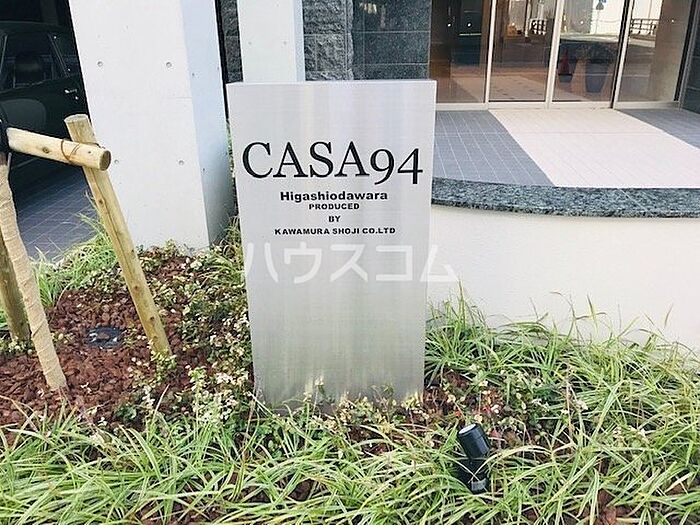 CASA94
Higashiodawara
PRODUCED
BY
KAWAMURA SHOJI CO.LTD
ハウスコム